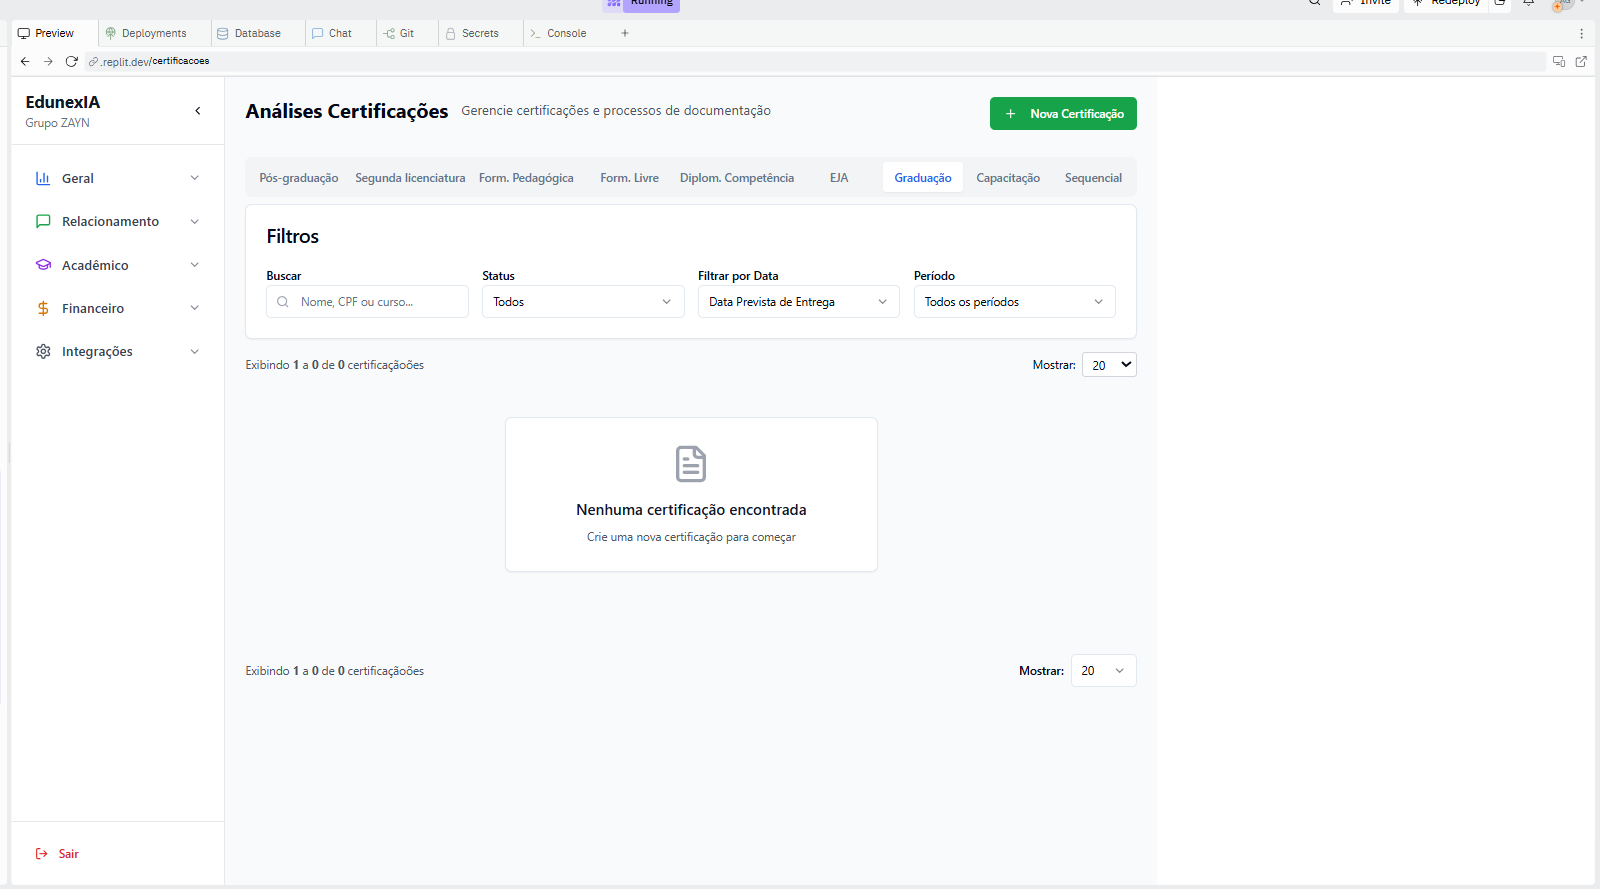 Running
Invite
Redeploy
Preview
Deployments
Database
Chat
Git
Secrets
Console
.replit.dev/certificacoes
EdunexIA
Grupo ZAYN
Análises Certificações
Gerencie certificações e processos de documentação
Nova Certificação
Geral
Relacionamento
Acadêmico
Financeiro
Integrações
Sair
Pós-graduação
Segunda licenciatura
Form. Pedagógica
Form. Livre
Diplom. Competência
EJA
Graduação
Capacitação
Sequencial
Filtros
Buscar
Status
Filtrar por Data
Período
Nome, CPF ou curso...
Todos
Data Prevista de Entrega
Todos os períodos
Exibindo 1 a 0 de 0 certificaçãoões
Mostrar: 20
Nenhuma certificação encontrada
Crie uma nova certificação para começar
Exibindo 1 a 0 de 0 certificaçãoões
Mostrar: 20